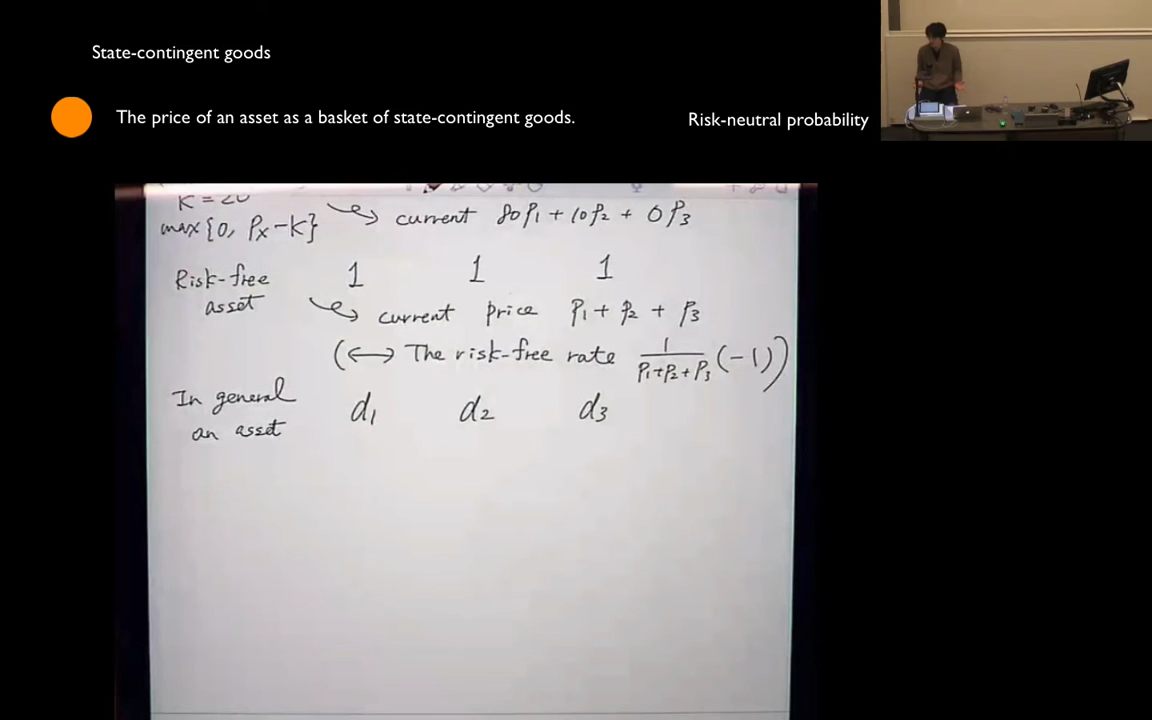 State-contingent goods
The price of an asset as a basket of state-contingent goods.
Risk-neutral probability
K = 20
max{0, Px-K} → current 80p1 + 10p2 + 0p3
Risk-free asset 1 1 1
→ current price p1 + p2 + p3
(↔ The risk-free rate 1/(p1+p2+p3) (-1))
In general an asset d1 d2 d3